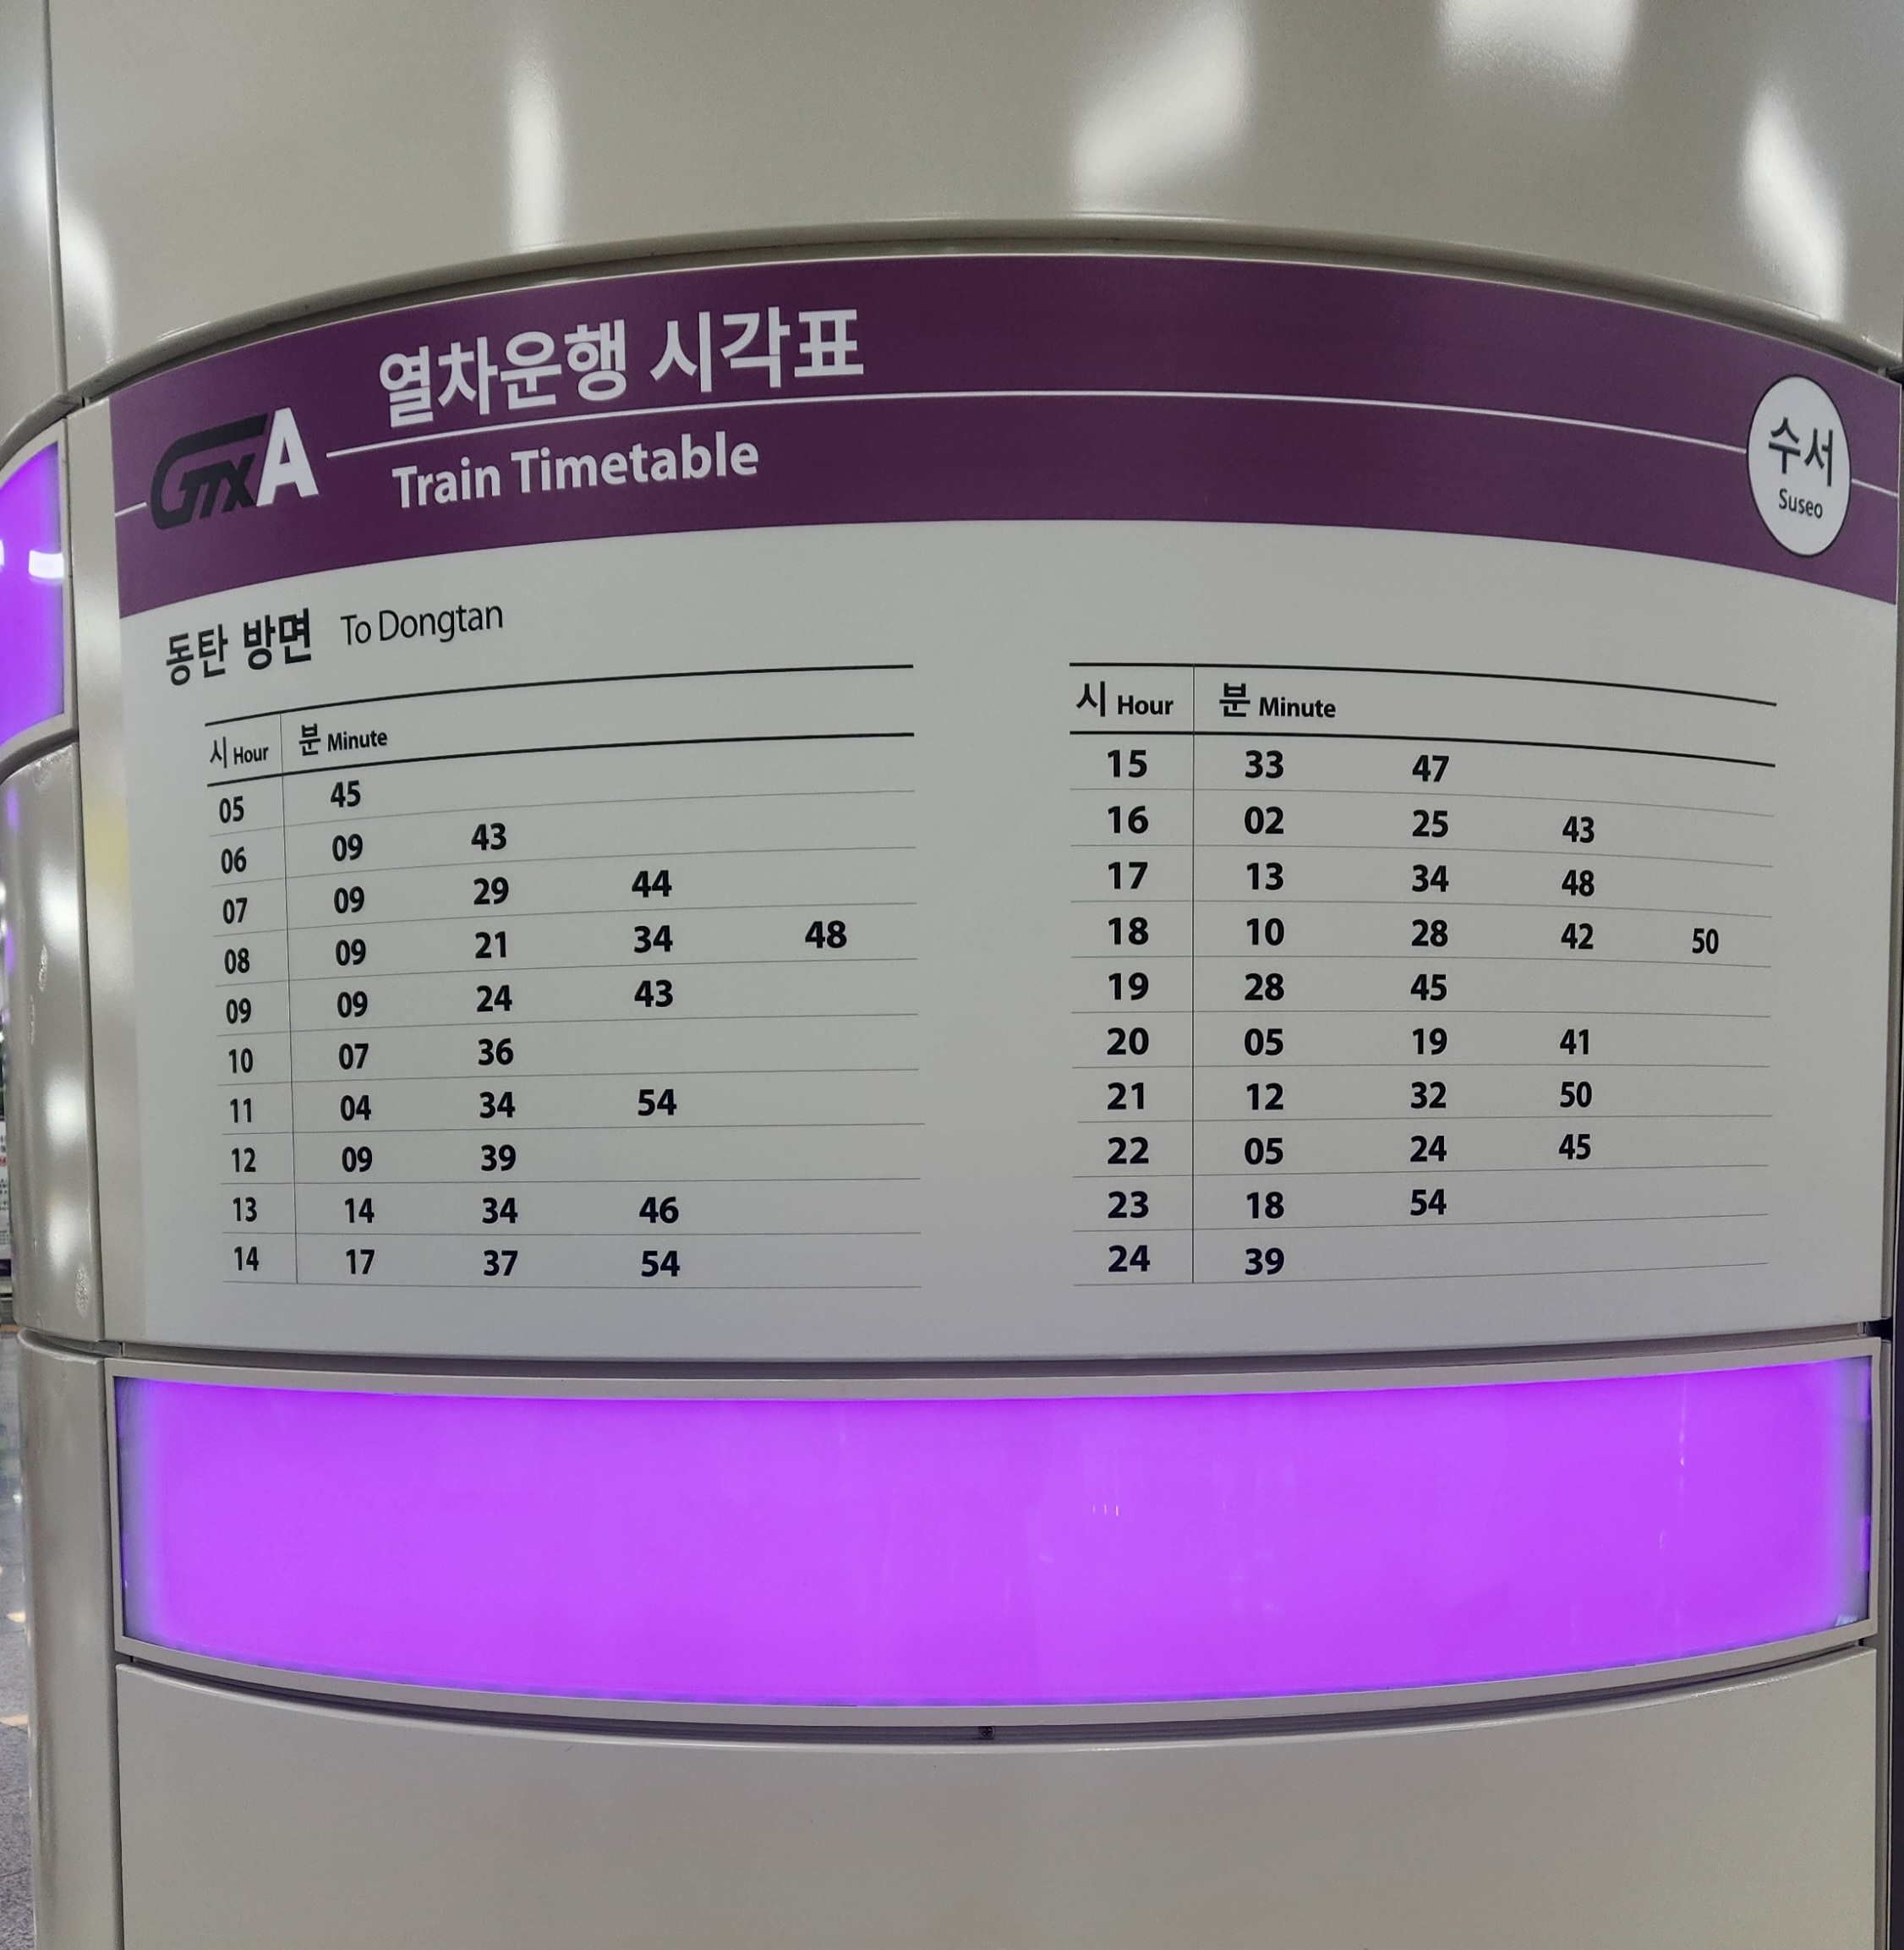 GTX A
열차운행 시각표
Train Timetable
수서
Suseo
동탄 방면 To Dongtan
시 Hour 분 Minute
05 45
06 09 43
07 09 29 44
08 09 21 34 48
09 09 24 43
10 07 36
11 04 34 54
12 09 39
13 14 34 46
14 17 37 54
시 Hour 분 Minute
15 33 47
16 02 25 43
17 13 34 48
18 10 28 42 50
19 28 45
20 05 19 41
21 12 32 50
22 05 24 45
23 18 54
24 39